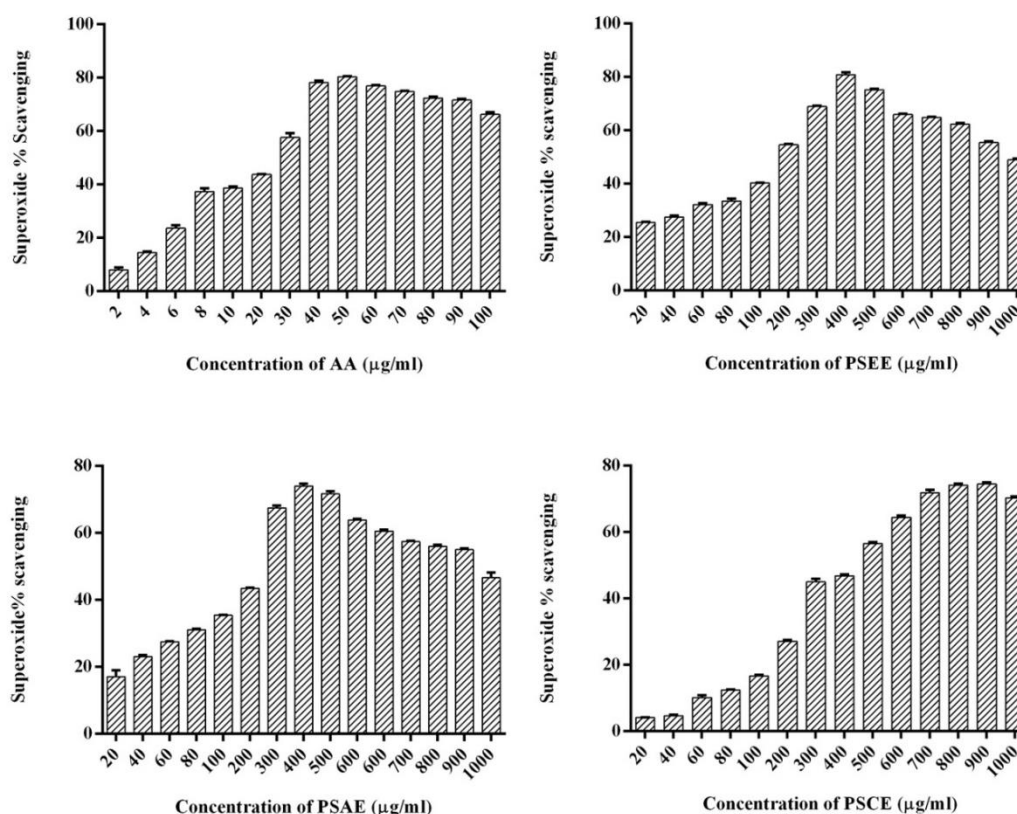 Superoxide % Scavenging
100
80
60
40
20
0
2 4 6 8 10 20 30 40 50 60 70 80 90 100
Concentration of AA (μg/ml)
Superoxide % scavenging
100
80
60
40
20
0
20 40 60 80 100 200 300 400 500 600 700 800 900 1000
Concentration of PSEE (μg/ml)
Superoxide% scavenging
80
60
40
20
0
20 40 60 80 100 200 300 400 500 600 600 700 800 900 1000
Concentration of PSAE (μg/ml)
Superoxide % scavenging
80
60
40
20
0
20 40 60 80 100 200 300 400 500 600 700 800 900 1000
Concentration of PSCE (μg/ml)